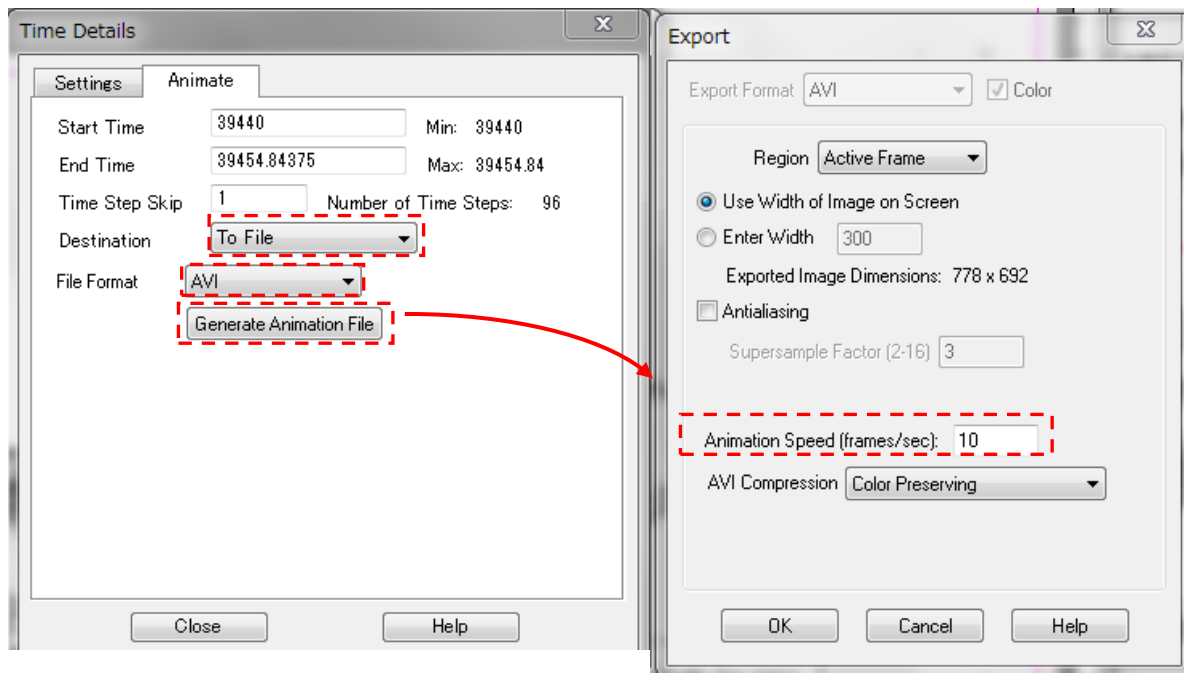 Time Details
Settings Animate
Start Time 39440 Min: 39440
End Time 39454.84375 Max: 39454.84
Time Step Skip 1 Number of Time Steps: 96
Destination To File
File Format AVI
Generate Animation File
Close Help
Export
Export Format AVI Color
Region Active Frame
Use Width of Image on Screen
Enter Width 300
Exported Image Dimensions: 778 x 692
Antialiasing
Supersample Factor (2-16) 3
Animation Speed (frames/sec): 10
AVI Compression Color Preserving
OK Cancel Help